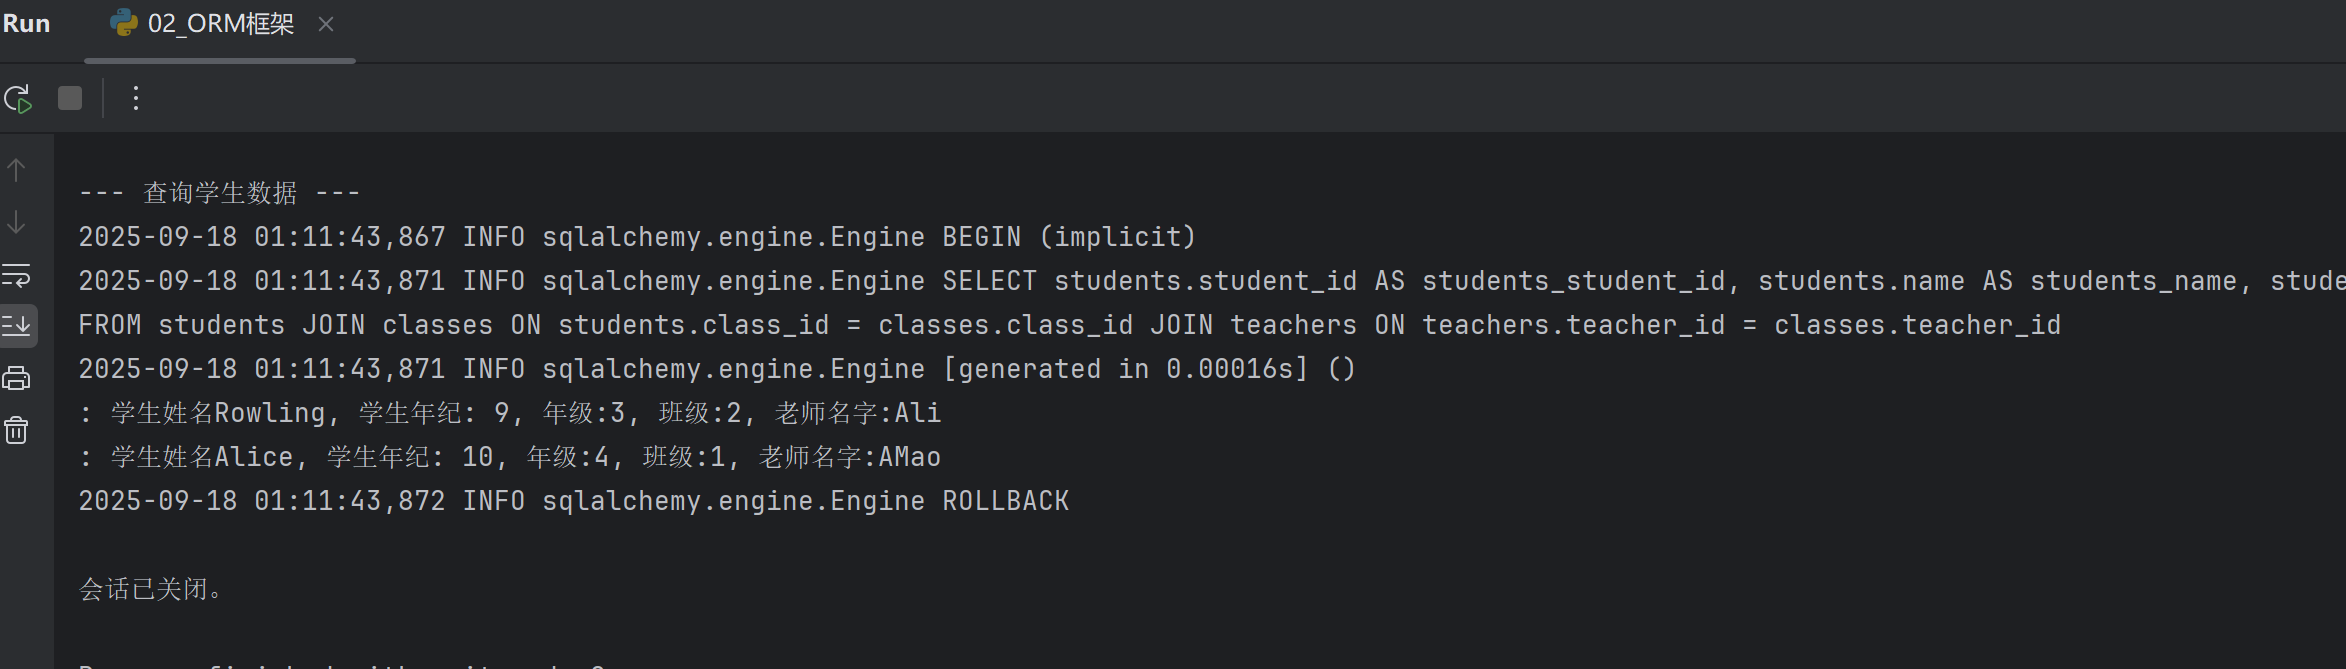 Run 02_ORM框架
--- 查询学生数据 ---
2025-09-18 01:11:43,867 INFO sqlalchemy.engine.Engine BEGIN (implicit)
2025-09-18 01:11:43,871 INFO sqlalchemy.engine.Engine SELECT students.student_id AS students_student_id, students.name AS students_name, stude
FROM students JOIN classes ON students.class_id = classes.class_id JOIN teachers ON teachers.teacher_id = classes.teacher_id
2025-09-18 01:11:43,871 INFO sqlalchemy.engine.Engine [generated in 0.00016s] ()
: 学生姓名Rowling, 学生年纪: 9, 年级:3, 班级:2, 老师名字:Ali
: 学生姓名Alice, 学生年纪: 10, 年级:4, 班级:1, 老师名字:AMao
2025-09-18 01:11:43,872 INFO sqlalchemy.engine.Engine ROLLBACK
会话已关闭。